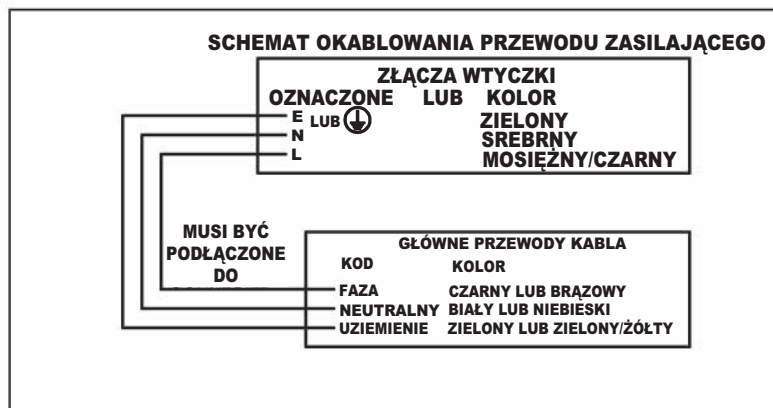 SCHEMAT OKABLOWANIA PRZEWODU ZASILAJĄCEGO
ZŁĄCZA WTYCZKI
OZNACZONE LUB KOLOR
E LUB ZIELONY
N SREBRNY
L MOSIĘŻNY/CZARNY
MUSI BYĆ
PODŁĄCZONE
DO
GŁÓWNE PRZEWODY KABLA
KOD KOLOR
FAZA CZARNY LUB BRĄZOWY
NEUTRALNY BIAŁY LUB NIEBIESKI
UZIEMIENIE ZIELONY LUB ZIELONY/ŻÓŁTY